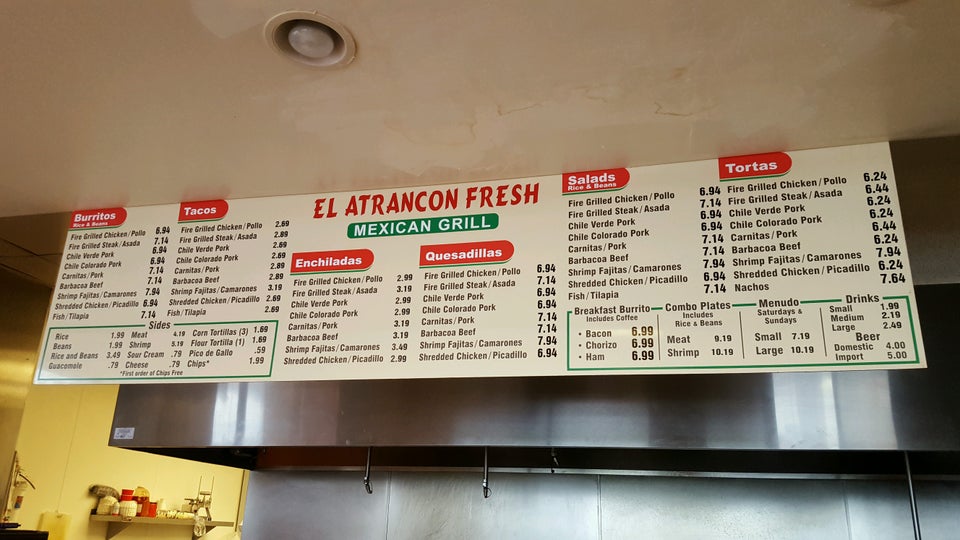 EL ATRANCON FRESH
MEXICAN GRILL
Burritos
Rice & Beans
Fire Grilled Chicken/Pollo 6.94
Fire Grilled Steak/Asada 7.14
Chile Verde Pork 6.94
Chile Colorado Pork 6.94
Carnitas/Pork 7.14
Barbacoa Beef 7.14
Shrimp Fajitas/Camarones 7.94
Shredded Chicken/Picadillo 6.94
Fish/Tilapia 7.14
Tacos
Fire Grilled Chicken/Pollo 2.69
Fire Grilled Steak/Asada 2.89
Chile Verde Pork 2.69
Chile Colorado Pork 2.69
Carnitas/Pork 2.89
Barbacoa Beef 2.89
Shrimp Fajitas/Camarones 3.19
Shredded Chicken/Picadillo 2.69
Fish/Tilapia 2.69
Sides
Rice 1.99 Meat 4.19 Corn Tortillas (3) 1.69
Beans 1.99 Shrimp 5.19 Flour Tortilla (1) 1.69
Rice and Beans 3.49 Sour Cream .79 Pico de Gallo .59
Guacomole .79 Cheese .79 Chips* 1.99
*First order of Chips Free
Enchiladas
Fire Grilled Chicken/Pollo 2.99
Fire Grilled Steak/Asada 3.19
Chile Verde Pork 2.99
Chile Colorado Pork 2.99
Carnitas/Pork 3.19
Barbacoa Beef 3.19
Shrimp Fajitas/Camarones 3.49
Shredded Chicken/Picadillo 2.99
Quesadillas
Fire Grilled Chicken/Pollo 6.94
Fire Grilled Steak/Asada 7.14
Chile Verde Pork 6.94
Chile Colorado Pork 6.94
Carnitas/Pork 7.14
Barbacoa Beef 7.14
Shrimp Fajitas/Camarones 7.94
Shredded Chicken/Picadillo 6.94
Salads
Rice & Beans
Fire Grilled Chicken/Pollo 6.94
Fire Grilled Steak/Asada 7.14
Chile Verde Pork 6.94
Chile Colorado Pork 6.94
Carnitas/Pork 7.14
Barbacoa Beef 7.14
Shrimp Fajitas/Camarones 7.94
Shredded Chicken/Picadillo 6.94
Fish/Tilapia 7.14
Tortas
Fire Grilled Chicken/Pollo 6.24
Fire Grilled Steak/Asada 6.44
Chile Verde Pork 6.24
Chile Colorado Pork 6.24
Carnitas/Pork 6.44
Barbacoa Beef 6.24
Shrimp Fajitas/Camarones 7.94
Shredded Chicken/Picadillo 6.24
Nachos 7.64
Breakfast Burrito
Includes Coffee
• Bacon 6.99
• Chorizo 6.99
• Ham 6.99
Combo Plates
Includes
Rice & Beans
Meat 9.19
Shrimp 10.19
Menudo
Saturdays &
Sundays
Small 7.19
Large 10.19
Drinks
Small 1.99
Medium 2.19
Large 2.49
Beer
Domestic 4.00
Import 5.00